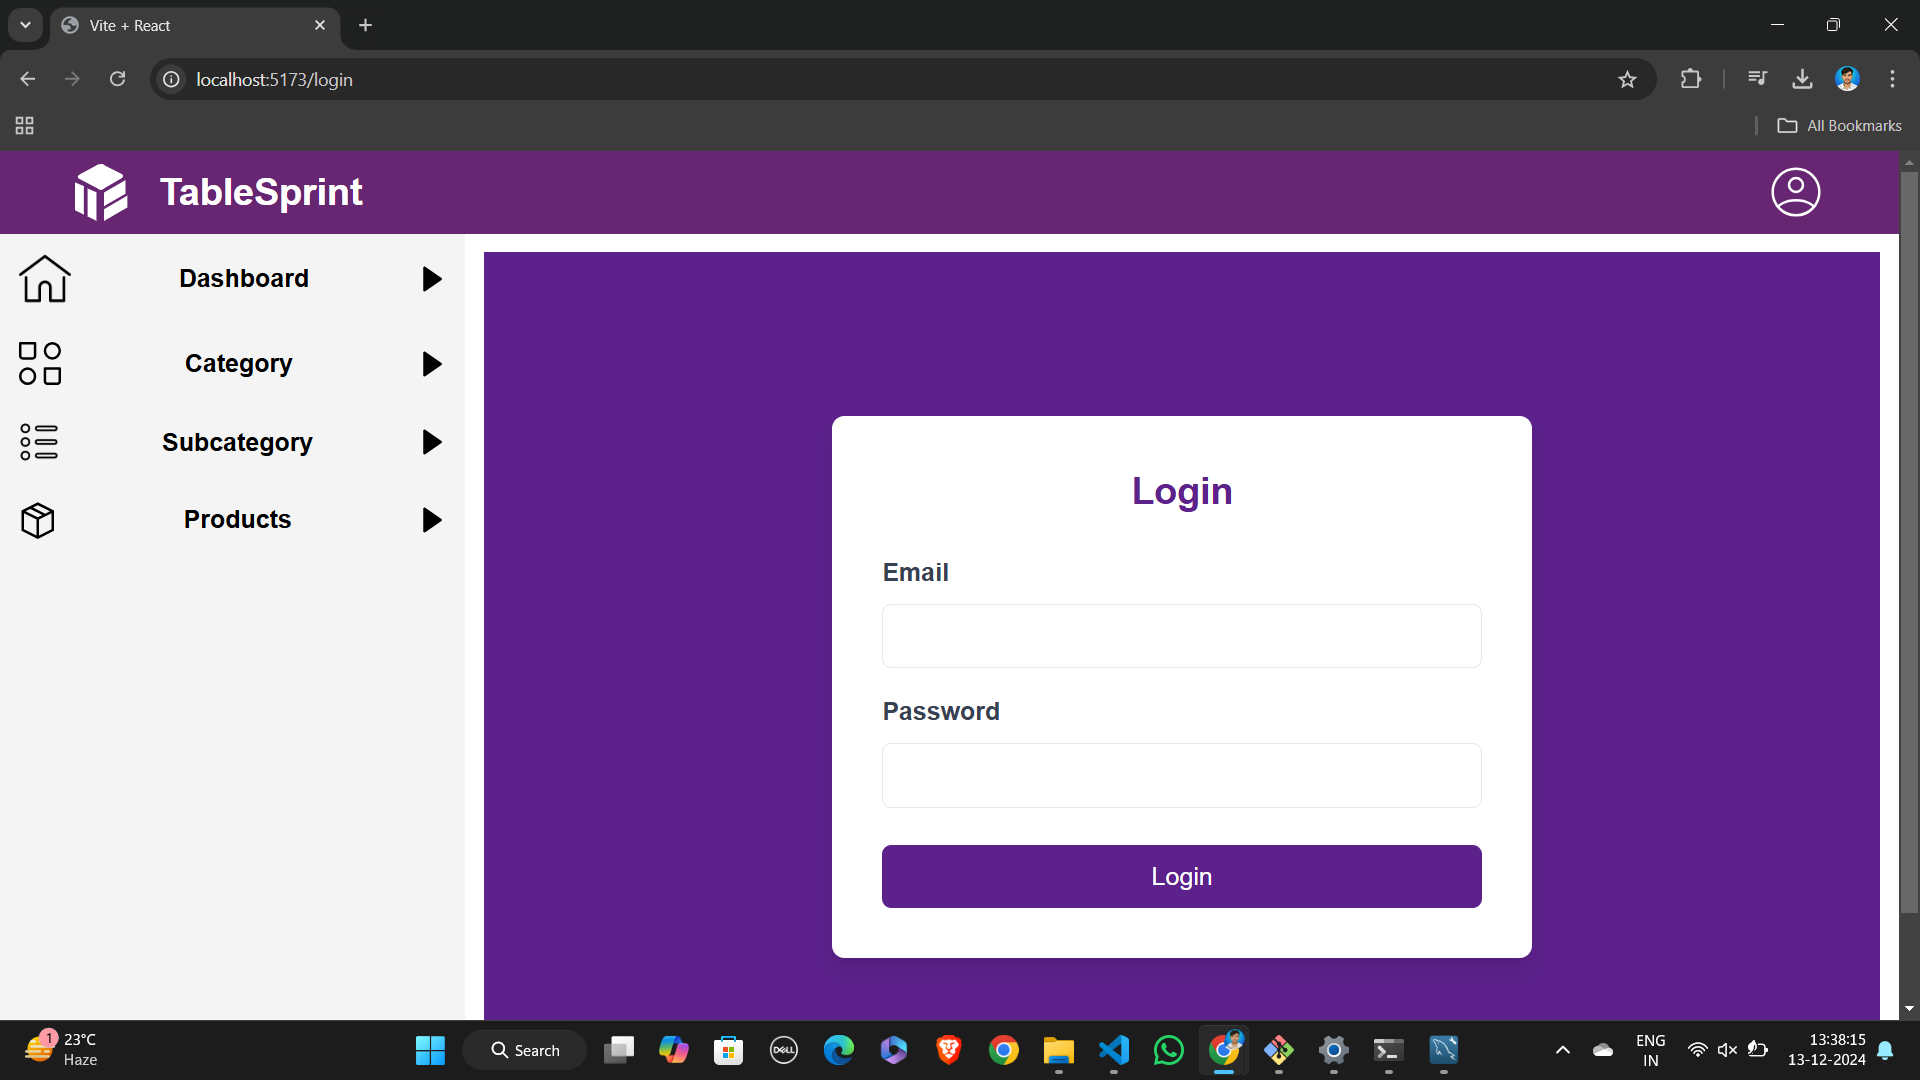 Vite + React
localhost:5173/login
All Bookmarks
TableSprint
Dashboard
Category
Subcategory
Products
Login
Email
Password
Login
1
23°C
Haze
Search
DELL
ENG
IN
13:38:15
13-12-2024